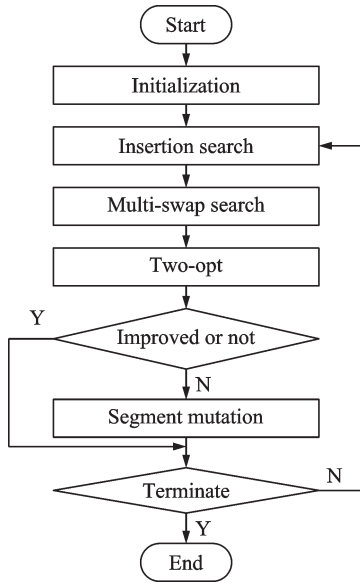 Start
Initialization
Insertion search
Multi-swap search
Two-opt
Y
Improved or not
N
Segment mutation
Terminate
N
Y
End